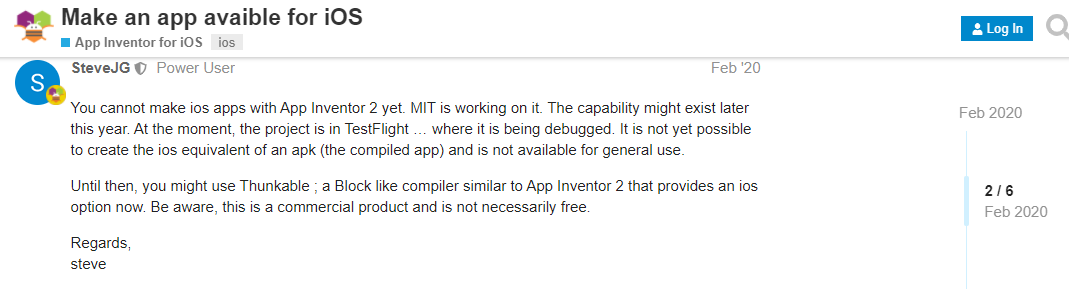 Make an app avaible for iOS
App Inventor for iOS ios
Log In
S
SteveJG Power User Feb '20
You cannot make ios apps with App Inventor 2 yet. MIT is working on it. The capability might exist later
this year. At the moment, the project is in TestFlight … where it is being debugged. It is not yet possible
to create the ios equivalent of an apk (the compiled app) and is not available for general use.
Until then, you might use Thunkable ; a Block like compiler similar to App Inventor 2 that provides an ios
option now. Be aware, this is a commercial product and is not necessarily free.
Regards,
steve
Feb 2020
2 / 6
Feb 2020